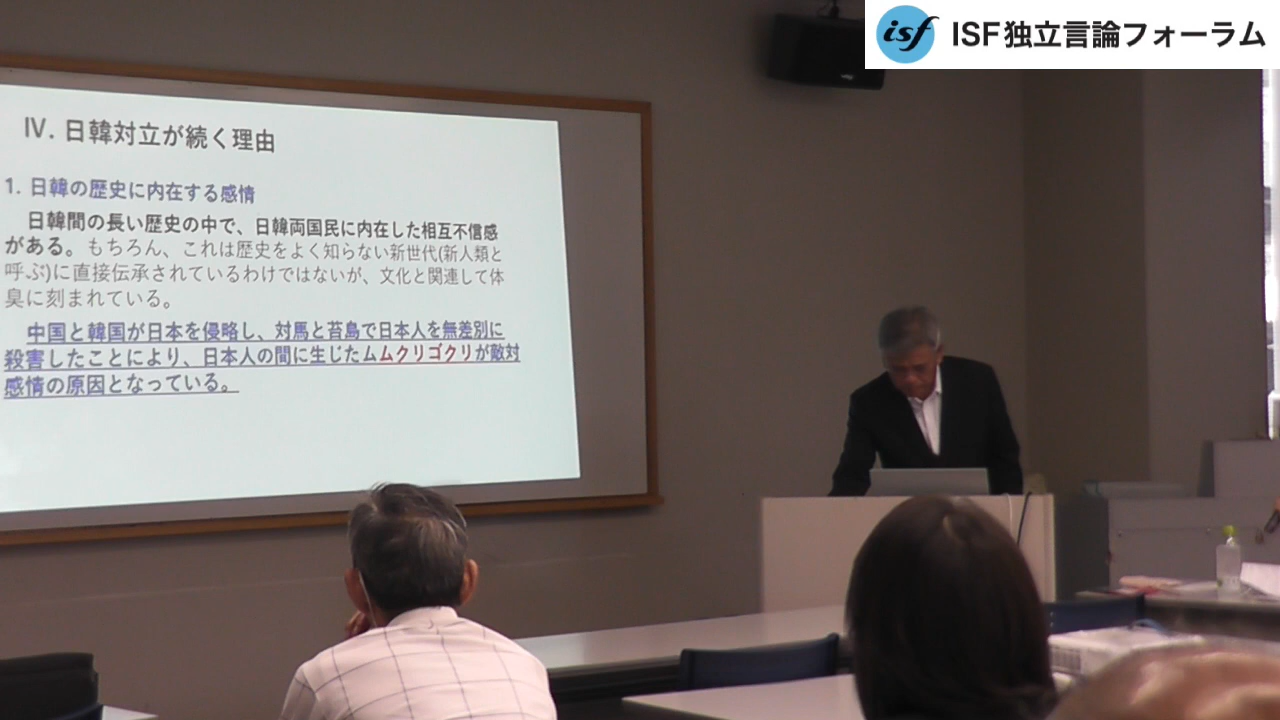 isf ISF独立言論フォーラム
Ⅳ. 日韓対立が続く理由
1. 日韓の歴史に内在する感情
日韓間の長い歴史の中で、日韓両国民に内在した相互不信感
がある。もちろん、これは歴史をよく知らない新世代(新人類と
呼ぶ)に直接伝承されているわけではないが、文化と関連して体
臭に刻まれている。
中国と韓国が日本を侵略し、対馬と苔島で日本人を無差別に
殺害したことにより、日本人の間に生じたムムクリゴクリが敵対
感情の原因となっている。